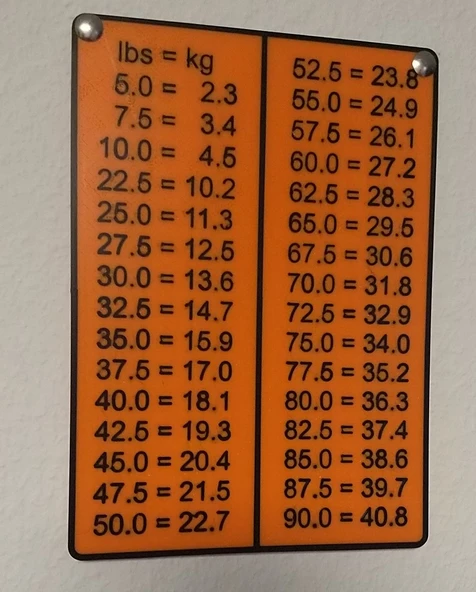 lbs = kg
5.0 = 2.3
7.5 = 3.4
10.0 = 4.5
22.5 = 10.2
25.0 = 11.3
27.5 = 12.5
30.0 = 13.6
32.5 = 14.7
35.0 = 15.9
37.5 = 17.0
40.0 = 18.1
42.5 = 19.3
45.0 = 20.4
47.5 = 21.5
50.0 = 22.7
52.5 = 23.8
55.0 = 24.9
57.5 = 26.1
60.0 = 27.2
62.5 = 28.3
65.0 = 29.5
67.5 = 30.6
70.0 = 31.8
72.5 = 32.9
75.0 = 34.0
77.5 = 35.2
80.0 = 36.3
82.5 = 37.4
85.0 = 38.6
87.5 = 39.7
90.0 = 40.8